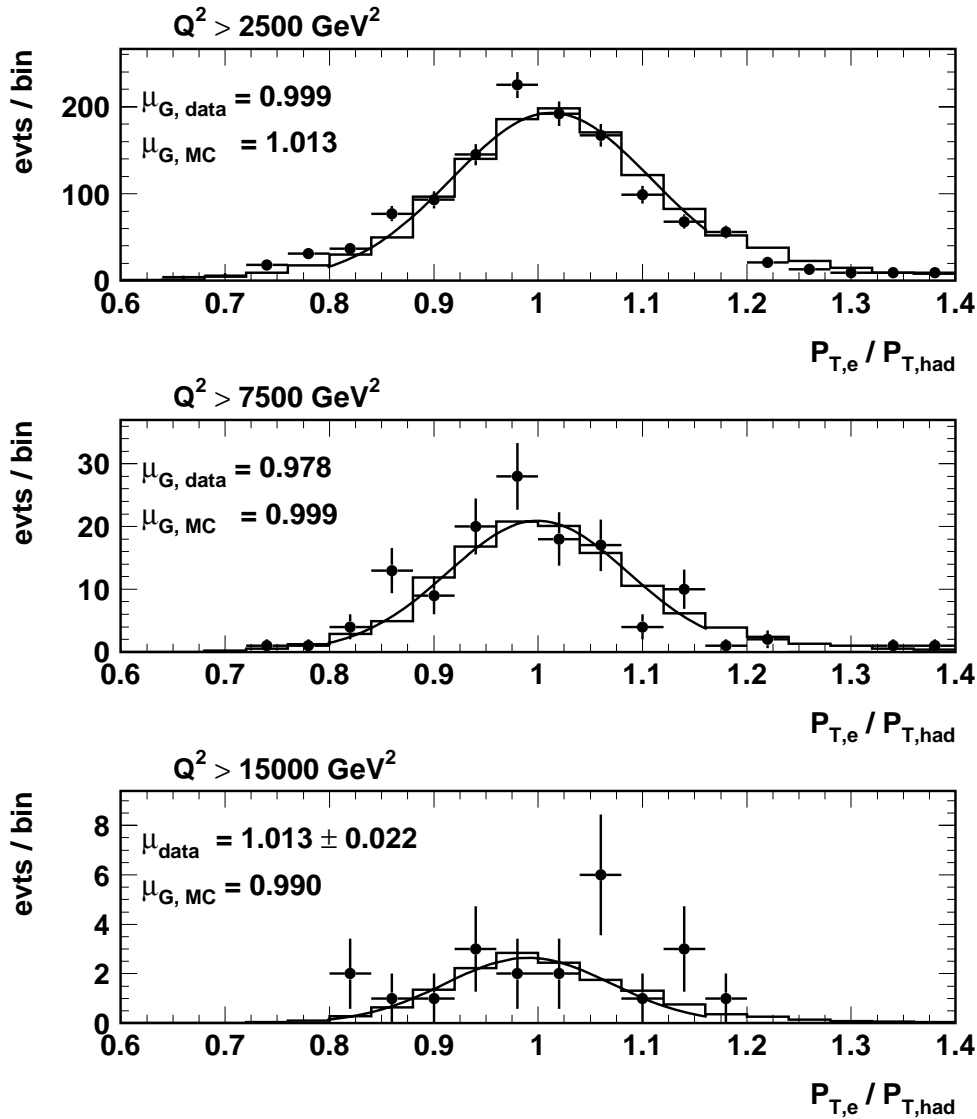 Q² > 2500 GeV²
evts / bin
μG, data = 0.999
μG, MC = 1.013
200
100
0
0.6 0.7 0.8 0.9 1 1.1 1.2 1.3 1.4
PT,e / PT,had
Q² > 7500 GeV²
evts / bin
μG, data = 0.978
μG, MC = 0.999
30
20
10
0
0.6 0.7 0.8 0.9 1 1.1 1.2 1.3 1.4
PT,e / PT,had
Q² > 15000 GeV²
evts / bin
μdata = 1.013 ± 0.022
μG, MC = 0.990
8
6
4
2
0
0.6 0.7 0.8 0.9 1 1.1 1.2 1.3 1.4
PT,e / PT,had